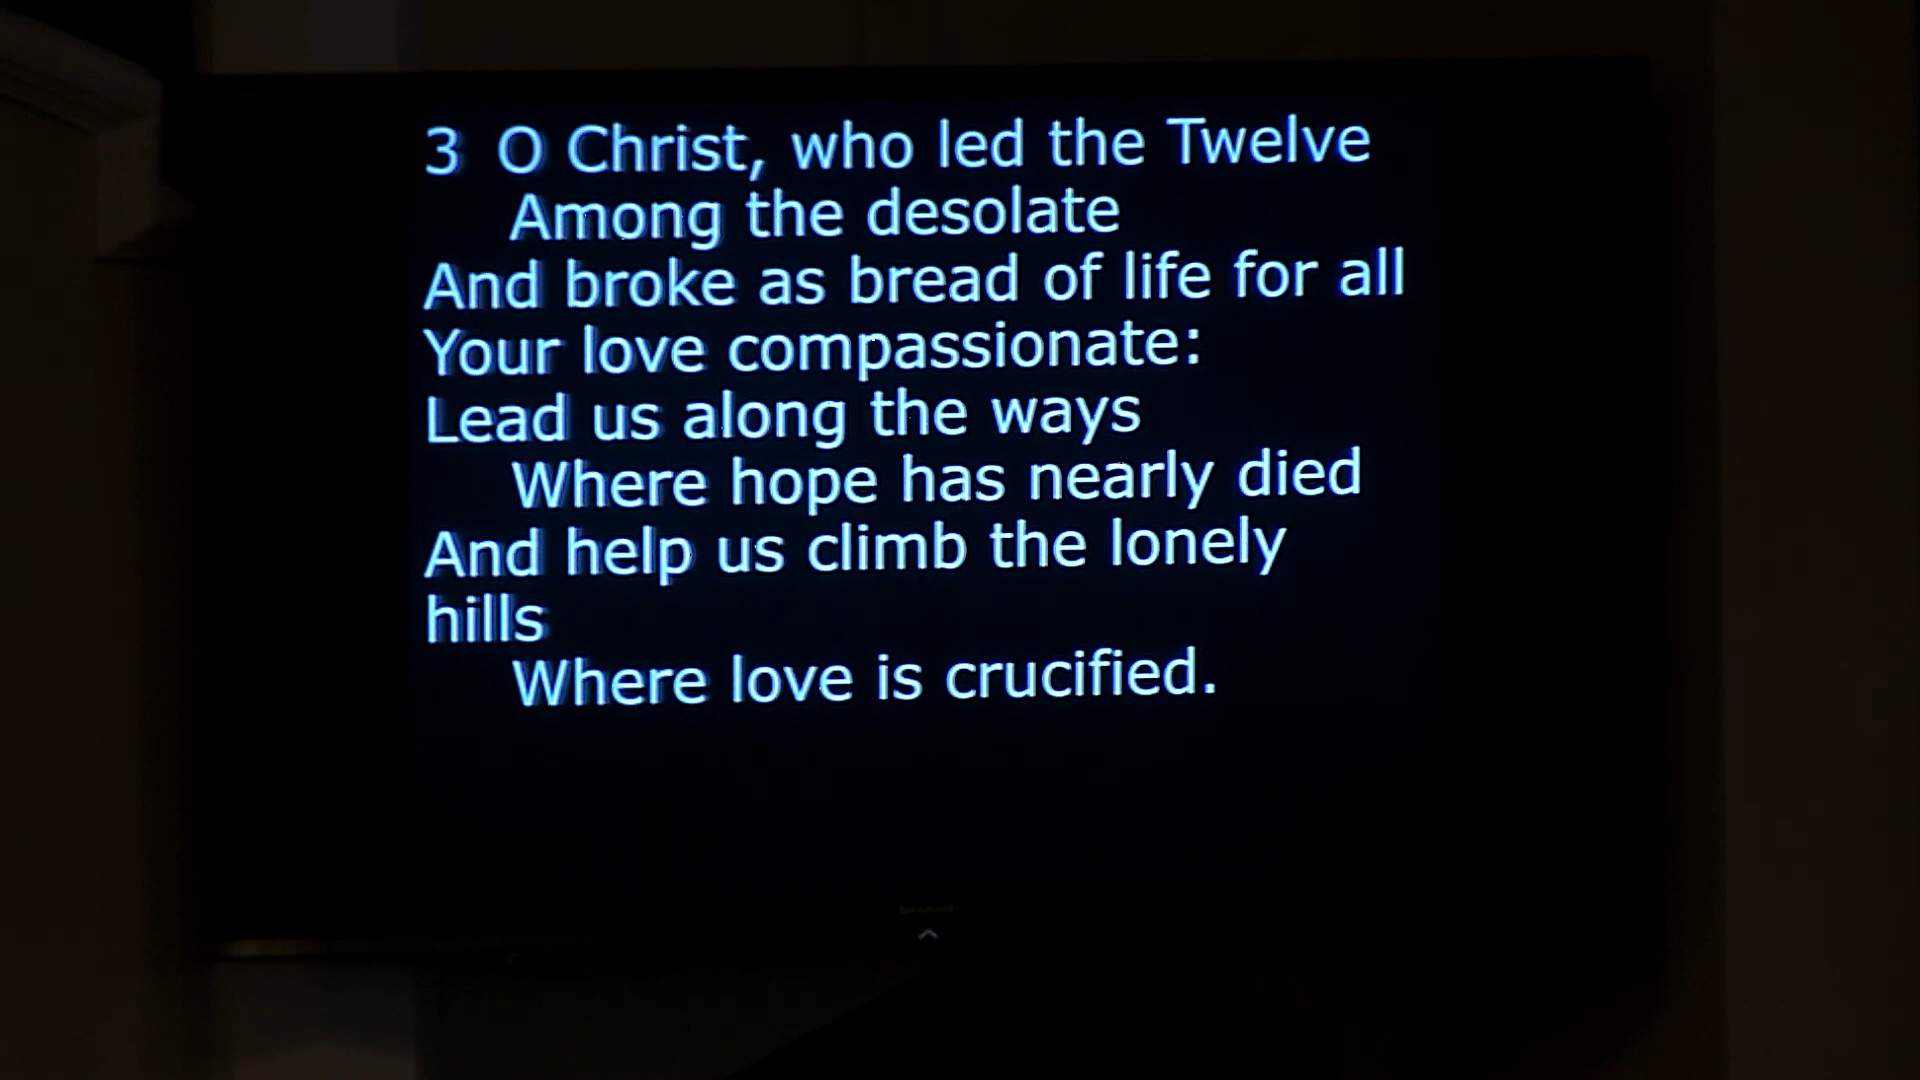 3 O Christ, who led the Twelve
Among the desolate
And broke as bread of life for all
Your love compassionate:
Lead us along the ways
Where hope has nearly died
And help us climb the lonely
hills
Where love is crucified.